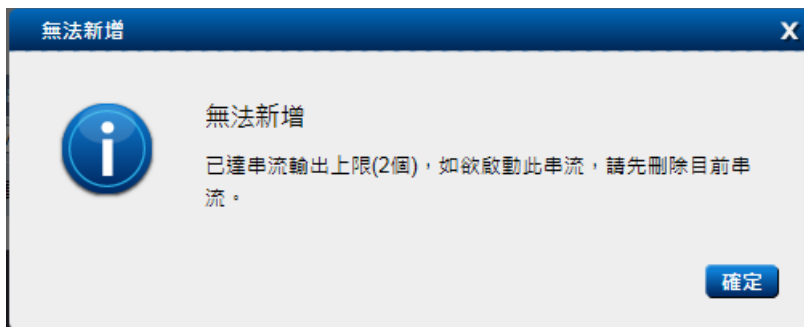 無法新增
X
無法新增
已達串流輸出上限(2個)，如欲啟動此串流，請先刪除目前串
流。
確定